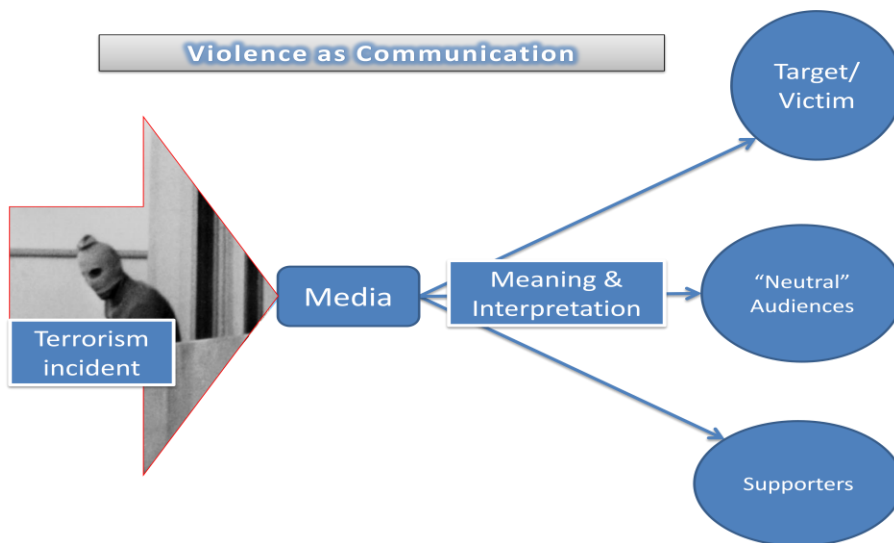 Violence as Communication
Target/
Victim
Terrorism
incident
Media
Meaning &
Interpretation
“Neutral”
Audiences
Supporters